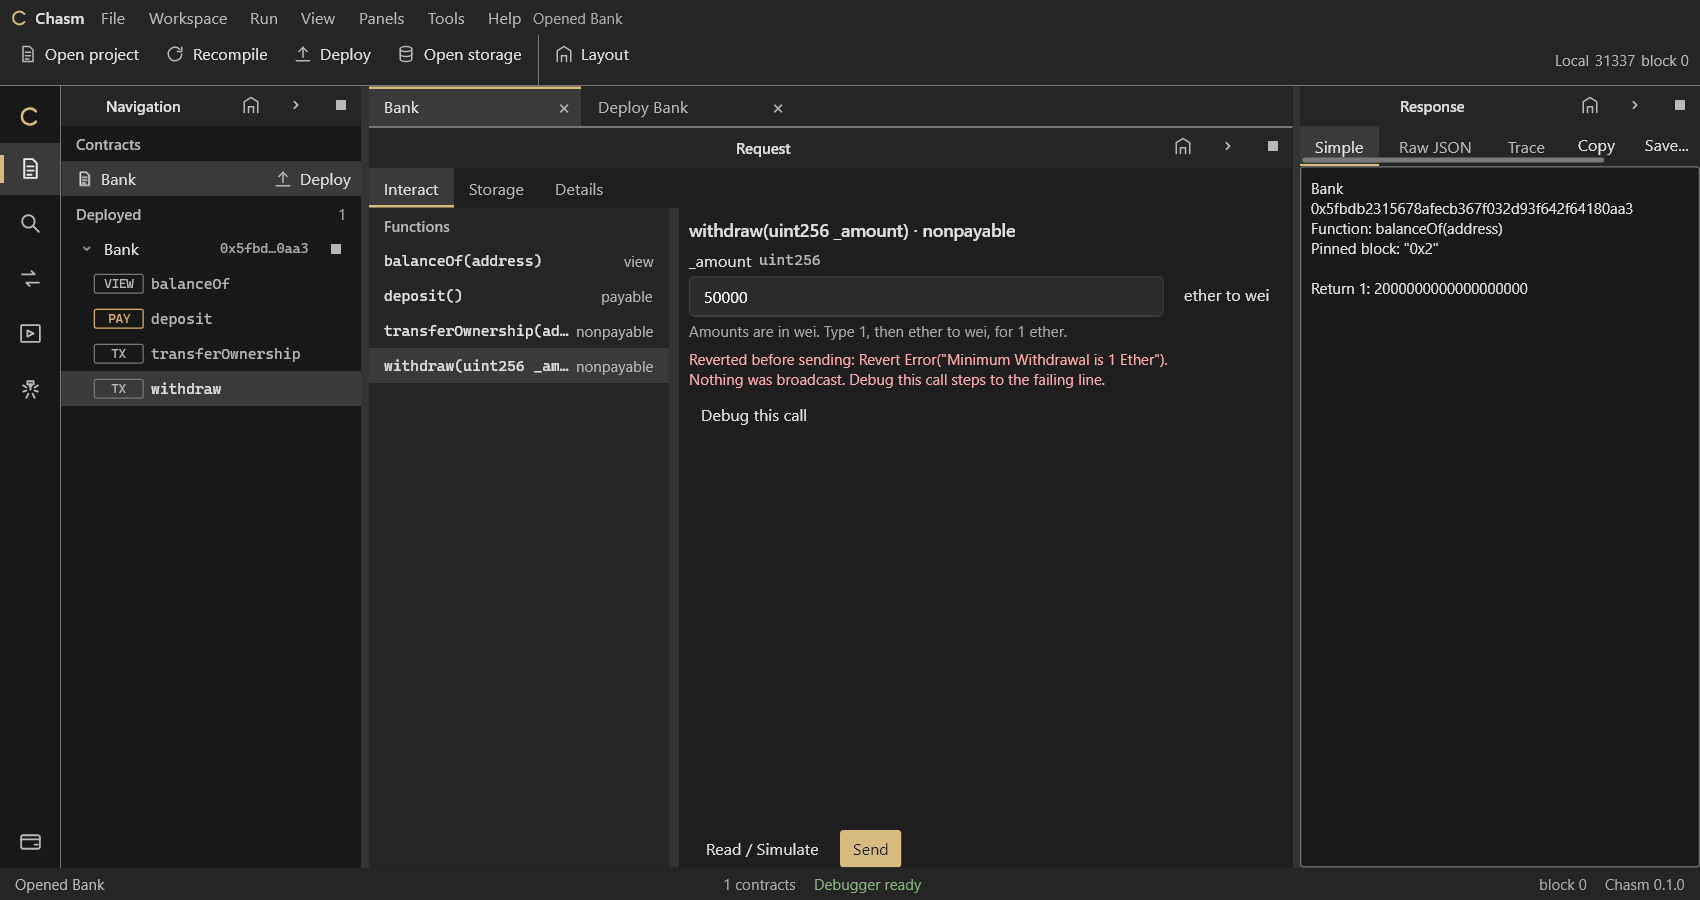 Chasm File Workspace Run View Panels Tools Help Opened Bank
Open project Recompile Deploy Open storage Layout
Local 31337 block 0
Navigation
Contracts
Bank Deploy
Deployed 1
Bank 0x5fbd…0aa3
VIEW balanceOf
PAY deposit
TX transferOwnership
TX withdraw
Bank Deploy Bank
Request
Interact Storage Details
Functions
balanceOf(address) view
deposit() payable
transferOwnership(ad… nonpayable
withdraw(uint256 _am… nonpayable
withdraw(uint256 _amount) · nonpayable
_amount uint256
50000 ether to wei
Amounts are in wei. Type 1, then ether to wei, for 1 ether.
Reverted before sending: Revert Error("Minimum Withdrawal is 1 Ether").
Nothing was broadcast. Debug this call steps to the failing line.
Debug this call
Read / Simulate Send
Response
Simple Raw JSON Trace Copy Save...
Bank
0x5fbdb2315678afecb367f032d93f642f64180aa3
Function: balanceOf(address)
Pinned block: "0x2"
Return 1: 2000000000000000000
Opened Bank 1 contracts Debugger ready block 0 Chasm 0.1.0